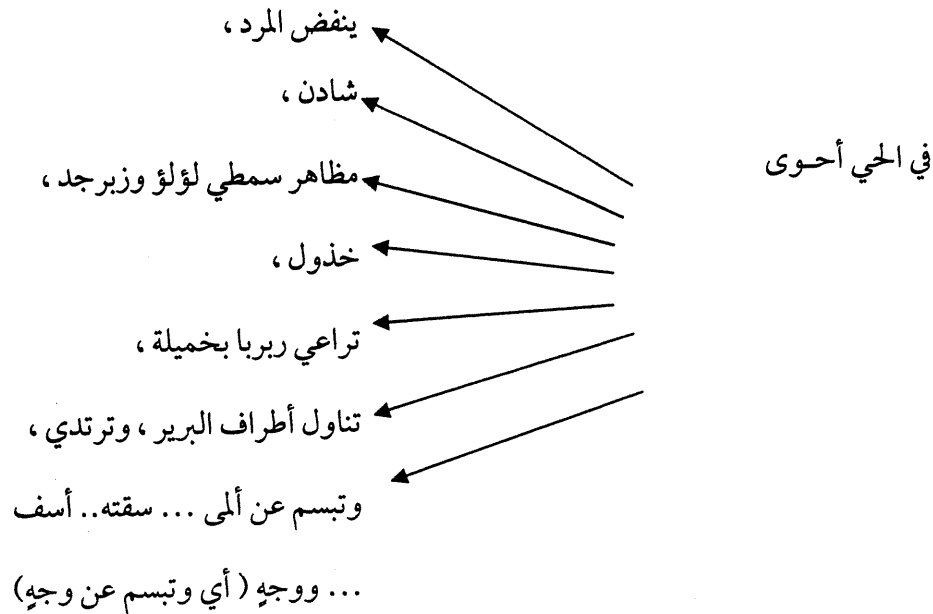 ينفض المرد ،
شادن ،
في الحي أحـوى
مظاهر سمطي لؤلؤ وزبرجد ،
خذول ،
تراعي ربربا بخميلة ،
تناول أطراف البرير ، وترتدي ،
وتبسم عن ألمى ... سقته.. أسف
... ووجهٍ ( أي وتبسم عن وجهٍ)